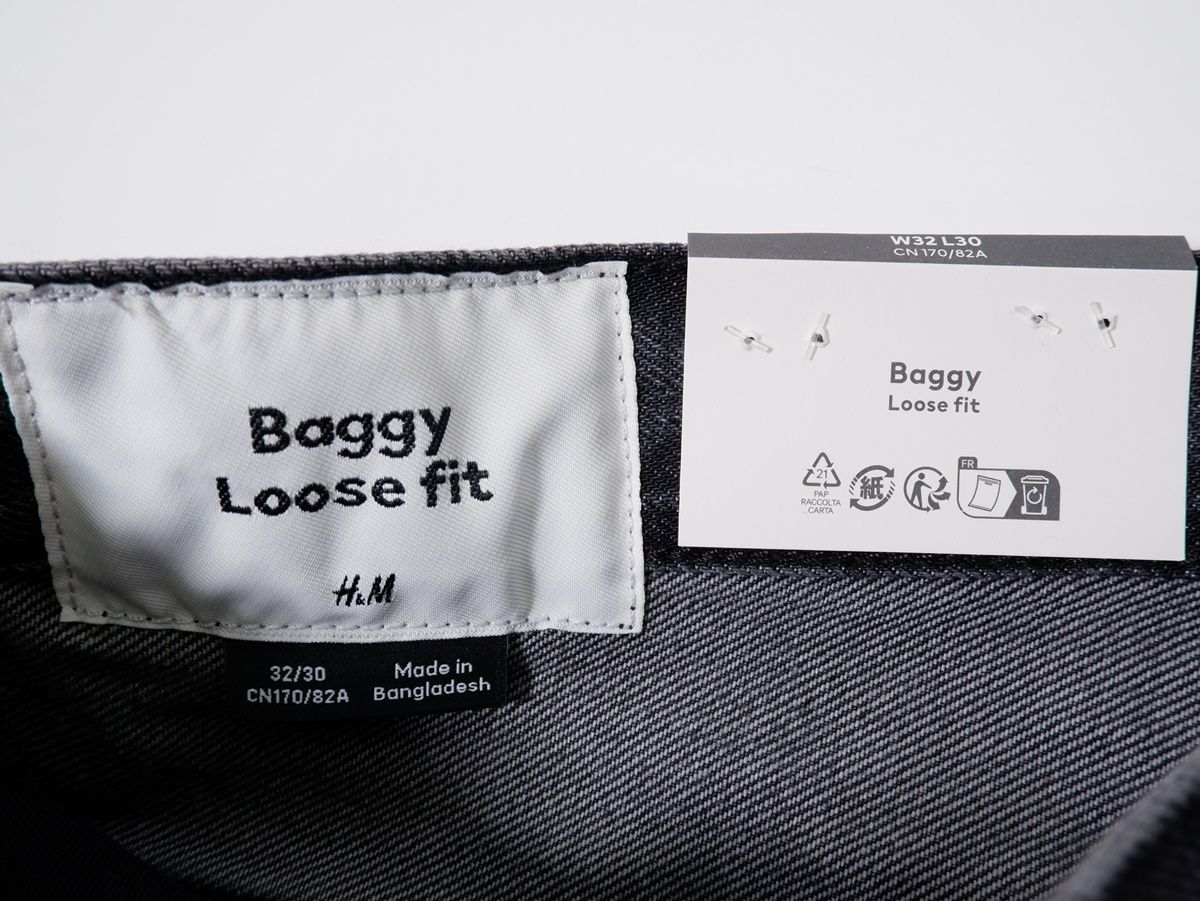 Baggy
Loose fit
H&M
32/30
CN170/82A
Made in
Bangladesh
W32 L30
CN 170/82A
Baggy
Loose fit
21
PAP
RACCOLTA
CARTA
紙
FR